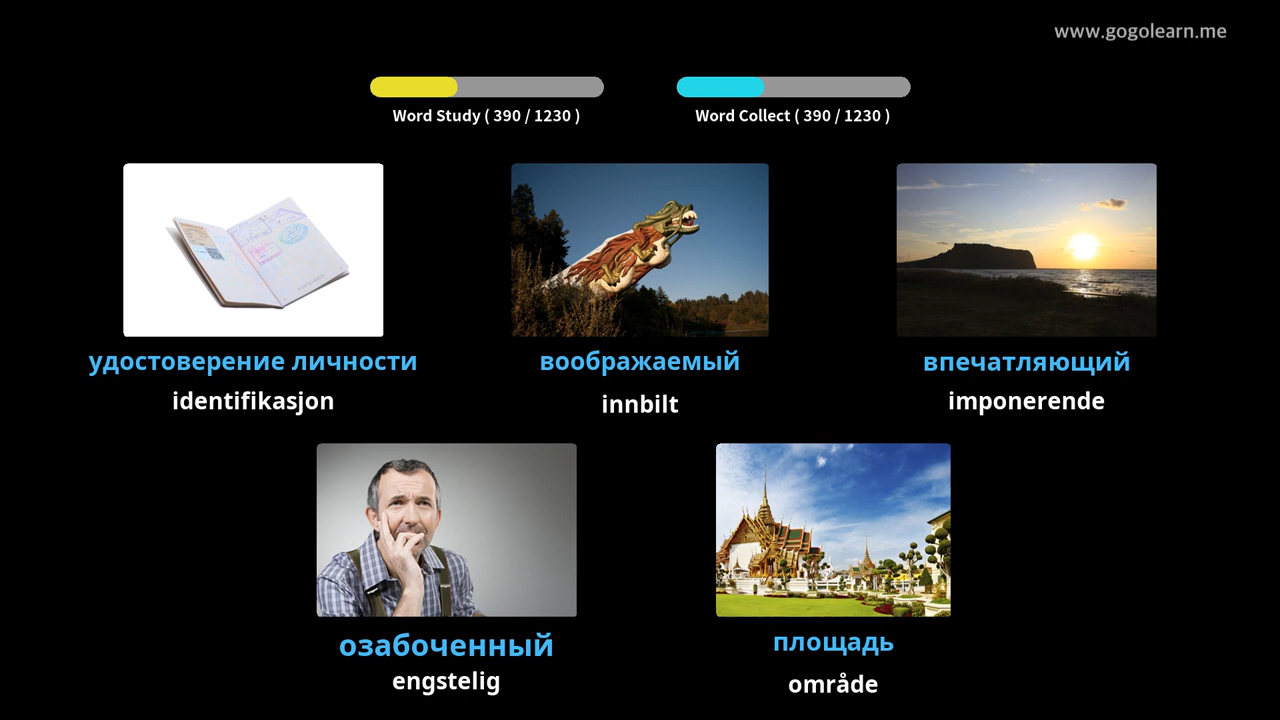 www.gogolearn.me
Word Study ( 390 / 1230 )
Word Collect ( 390 / 1230 )
удостоверение личности
identifikasjon
воображаемый
innbilt
впечатляющий
imponerende
озабоченный
engstelig
площадь
område